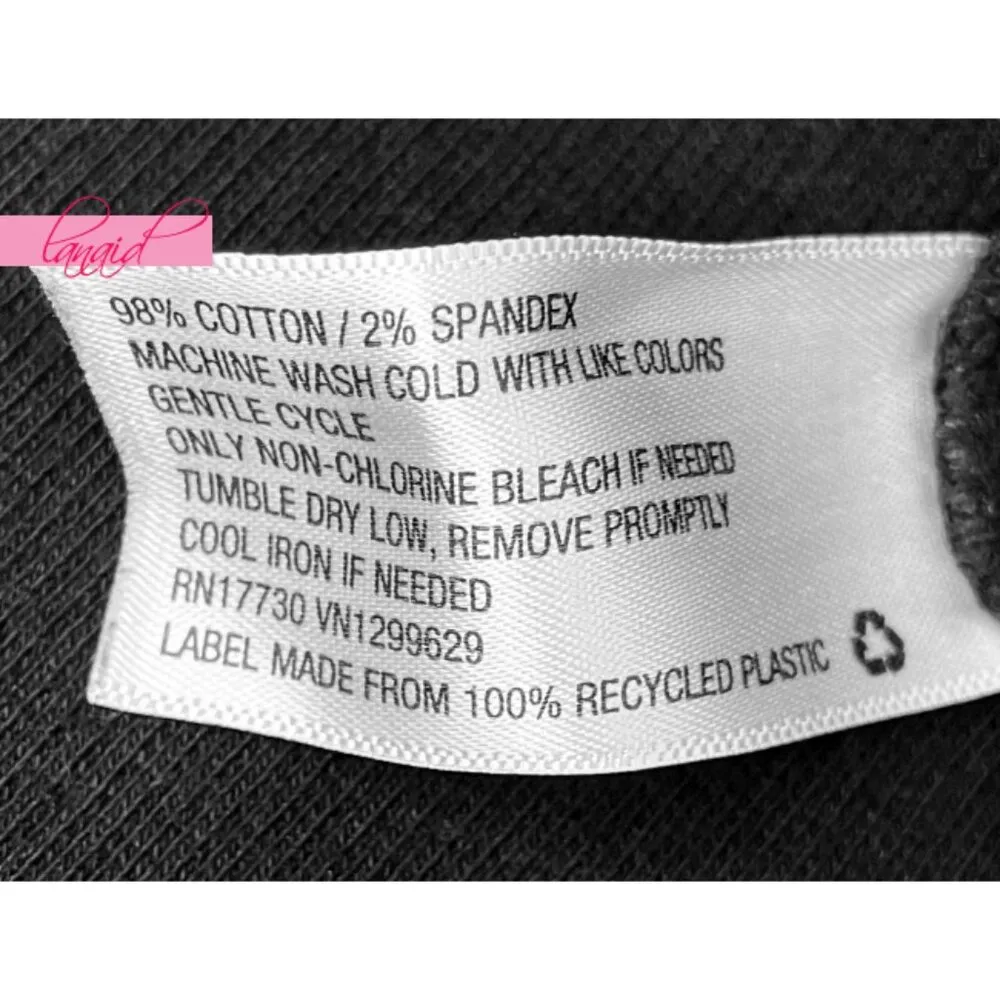 lanaid
98% COTTON / 2% SPANDEX
MACHINE WASH COLD WITH LIKE COLORS
GENTLE CYCLE
ONLY NON-CHLORINE BLEACH IF NEEDED
TUMBLE DRY LOW, REMOVE PROMPTLY
COOL IRON IF NEEDED
RN17730 VN1299629
LABEL MADE FROM 100% RECYCLED PLASTIC